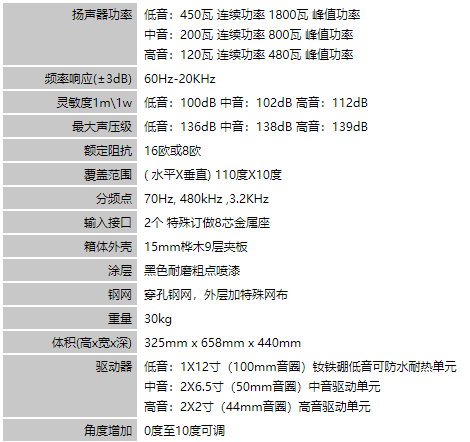 扬声器功率 低音：450瓦 连续功率 1800瓦 峰值功率
中音：200瓦 连续功率 800瓦 峰值功率
高音：120瓦 连续功率 480瓦 峰值功率
频率响应(±3dB) 60Hz-20KHz
灵敏度1m\1w 低音：100dB 中音：102dB 高音：112dB
最大声压级 低音：136dB 中音：138dB 高音：139dB
额定阻抗 16欧或8欧
覆盖范围 ( 水平X垂直) 110度X10度
分频点 70Hz, 480kHz ,3.2KHz
输入接口 2个 特殊订做8芯金属座
箱体外壳 15mm桦木9层夹板
涂层 黑色耐磨粗点喷漆
钢网 穿孔钢网，外层加特殊网布
重量 30kg
体积(高x宽x深) 325mm x 658mm x 440mm
驱动器 低音：1X12寸（100mm音圈）钕铁硼低音可防水耐热单元
中音：2X6.5寸（50mm音圈）中音驱动单元
高音：2X2寸（44mm音圈）高音驱动单元
角度增加 0度至10度可调